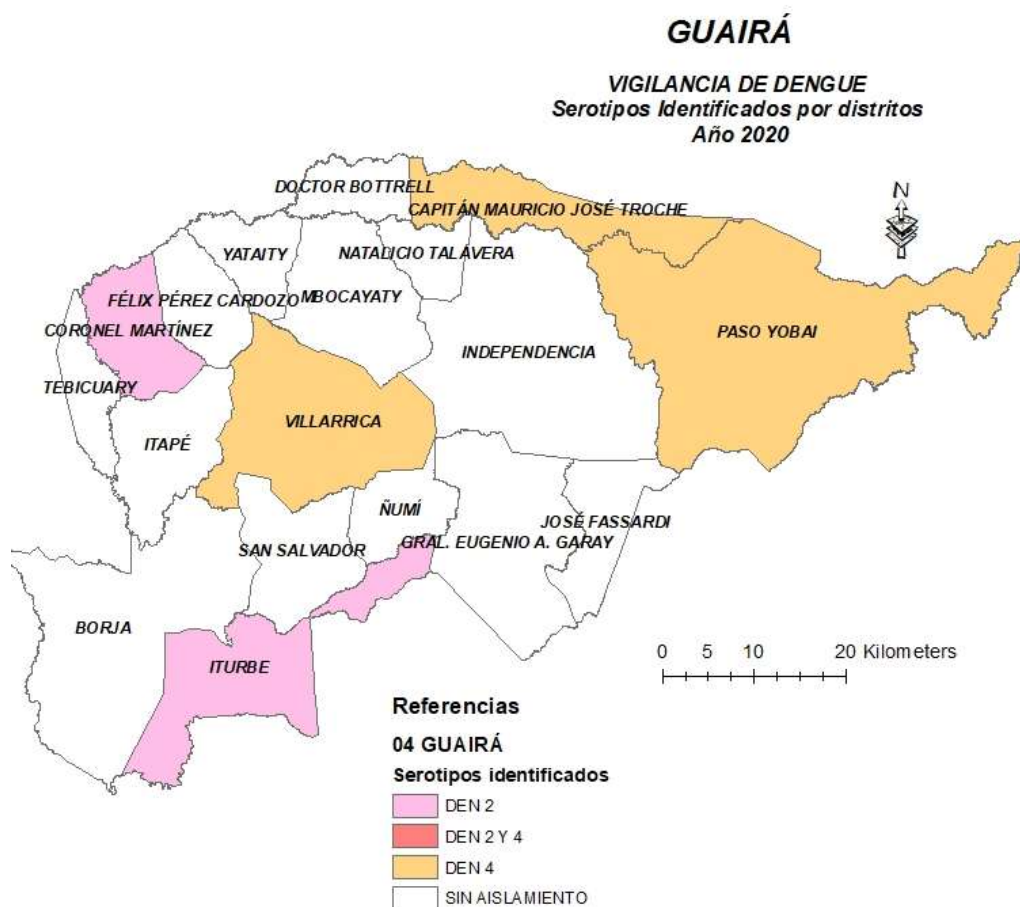 GUAIRÁ
VIGILANCIA DE DENGUE
Serotipos Identificados por distritos
Año 2020
N
DOCTOR BOTTRELL
CAPITÁN MAURICIO JOSÉ TROCHE
YATAITY
NATALICIO TALAVERA
FÉLIX PÉREZ CARDOZO
MBOCAYATY
CORONEL MARTÍNEZ
PASO YOBAI
INDEPENDENCIA
TEBICUARY
VILLARRICA
ITAPÉ
ÑUMÍ
JOSÉ FASSARDI
GRAL. EUGENIO A. GARAY
SAN SALVADOR
BORJA
ITURBE
0 5 10 20 Kilometers
Referencias
04 GUAIRÁ
Serotipos identificados
DEN 2
DEN 2 Y 4
DEN 4
SIN AISLAMIENTO